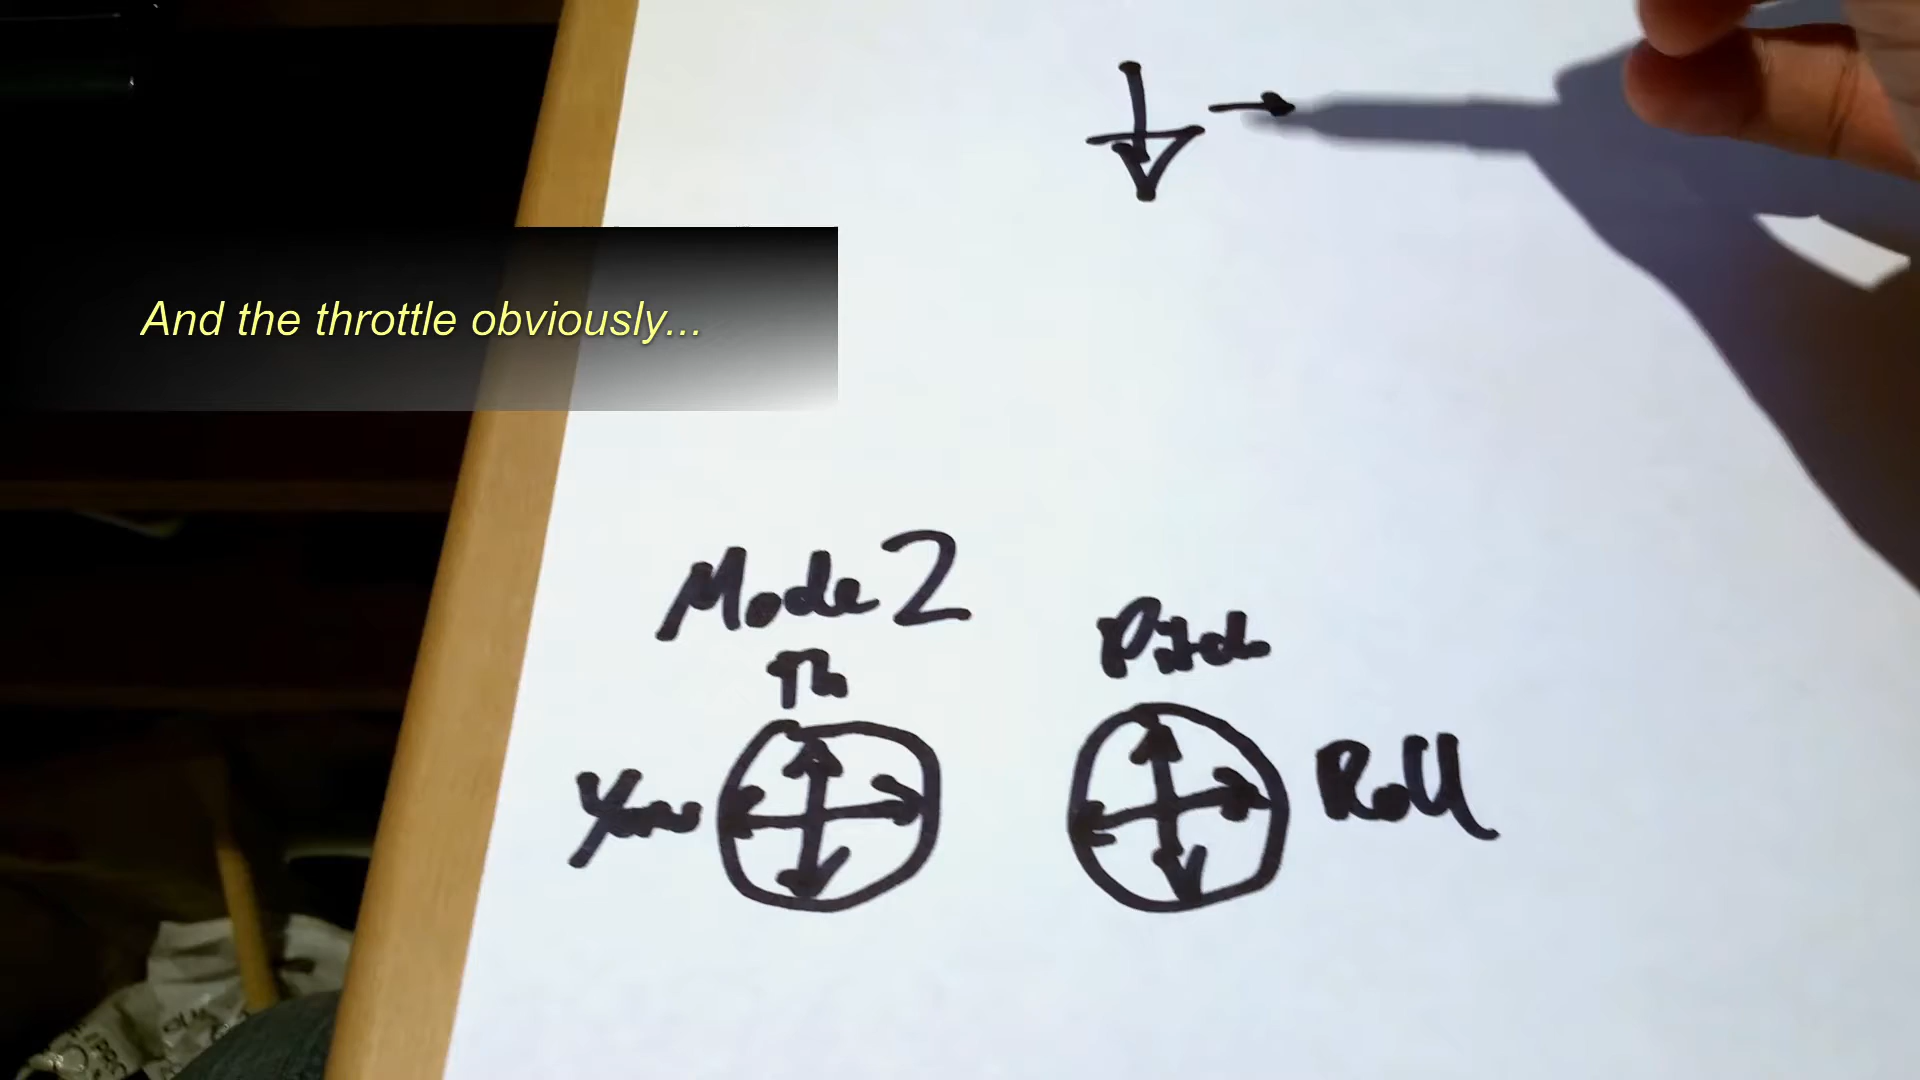 And the throttle obviously...
Mode 2
Th
Pitch
Yaw
Roll